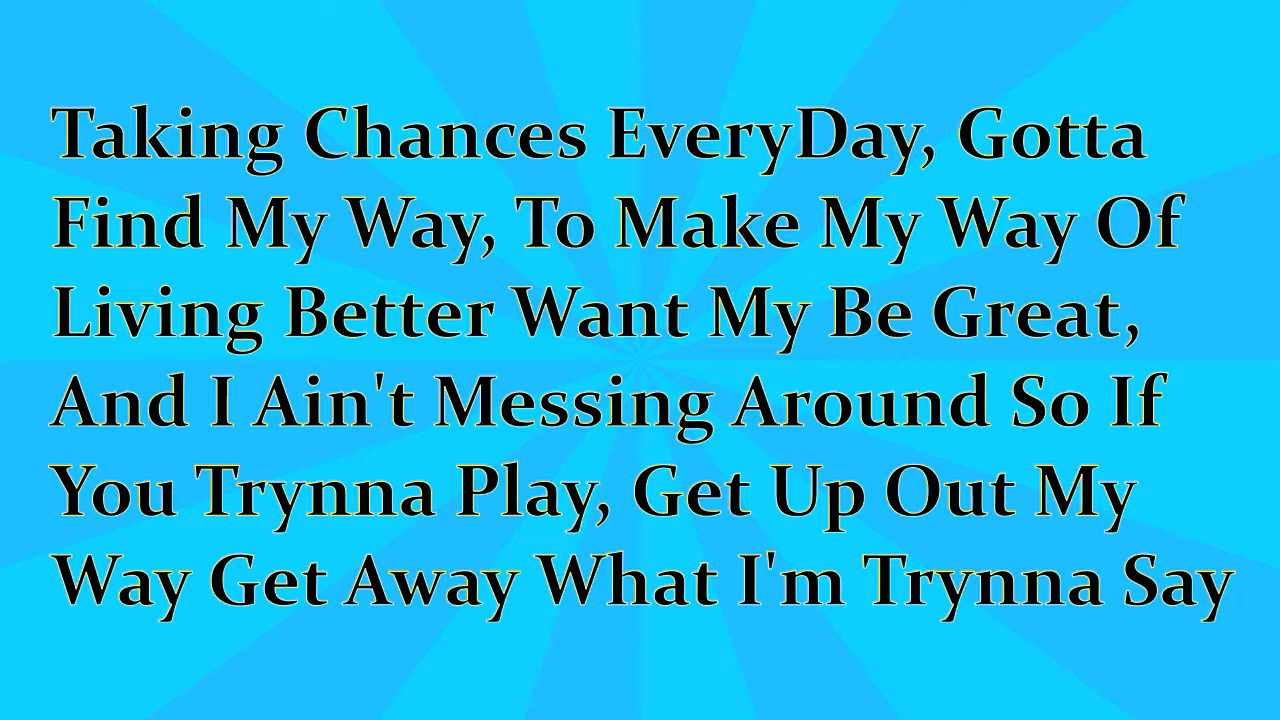 Taking Chances EveryDay, Gotta
Find My Way, To Make My Way Of
Living Better Want My Be Great,
And I Ain't Messing Around So If
You Trynna Play, Get Up Out My
Way Get Away What I'm Trynna Say